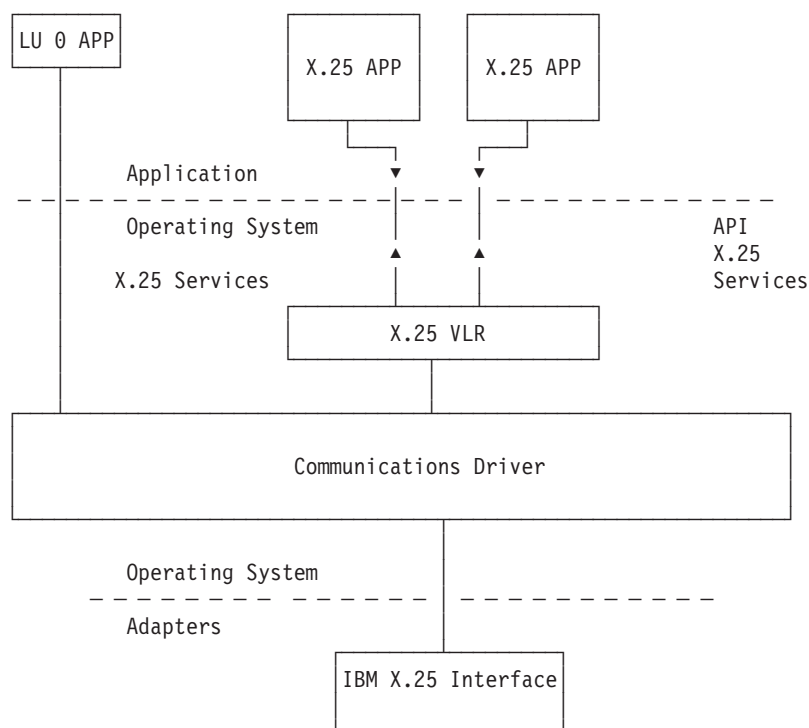 LU 0 APP
X.25 APP
X.25 APP
Application
Operating System
API
X.25
Services
X.25 Services
X.25 VLR
Communications Driver
Operating System
Adapters
IBM X.25 Interface